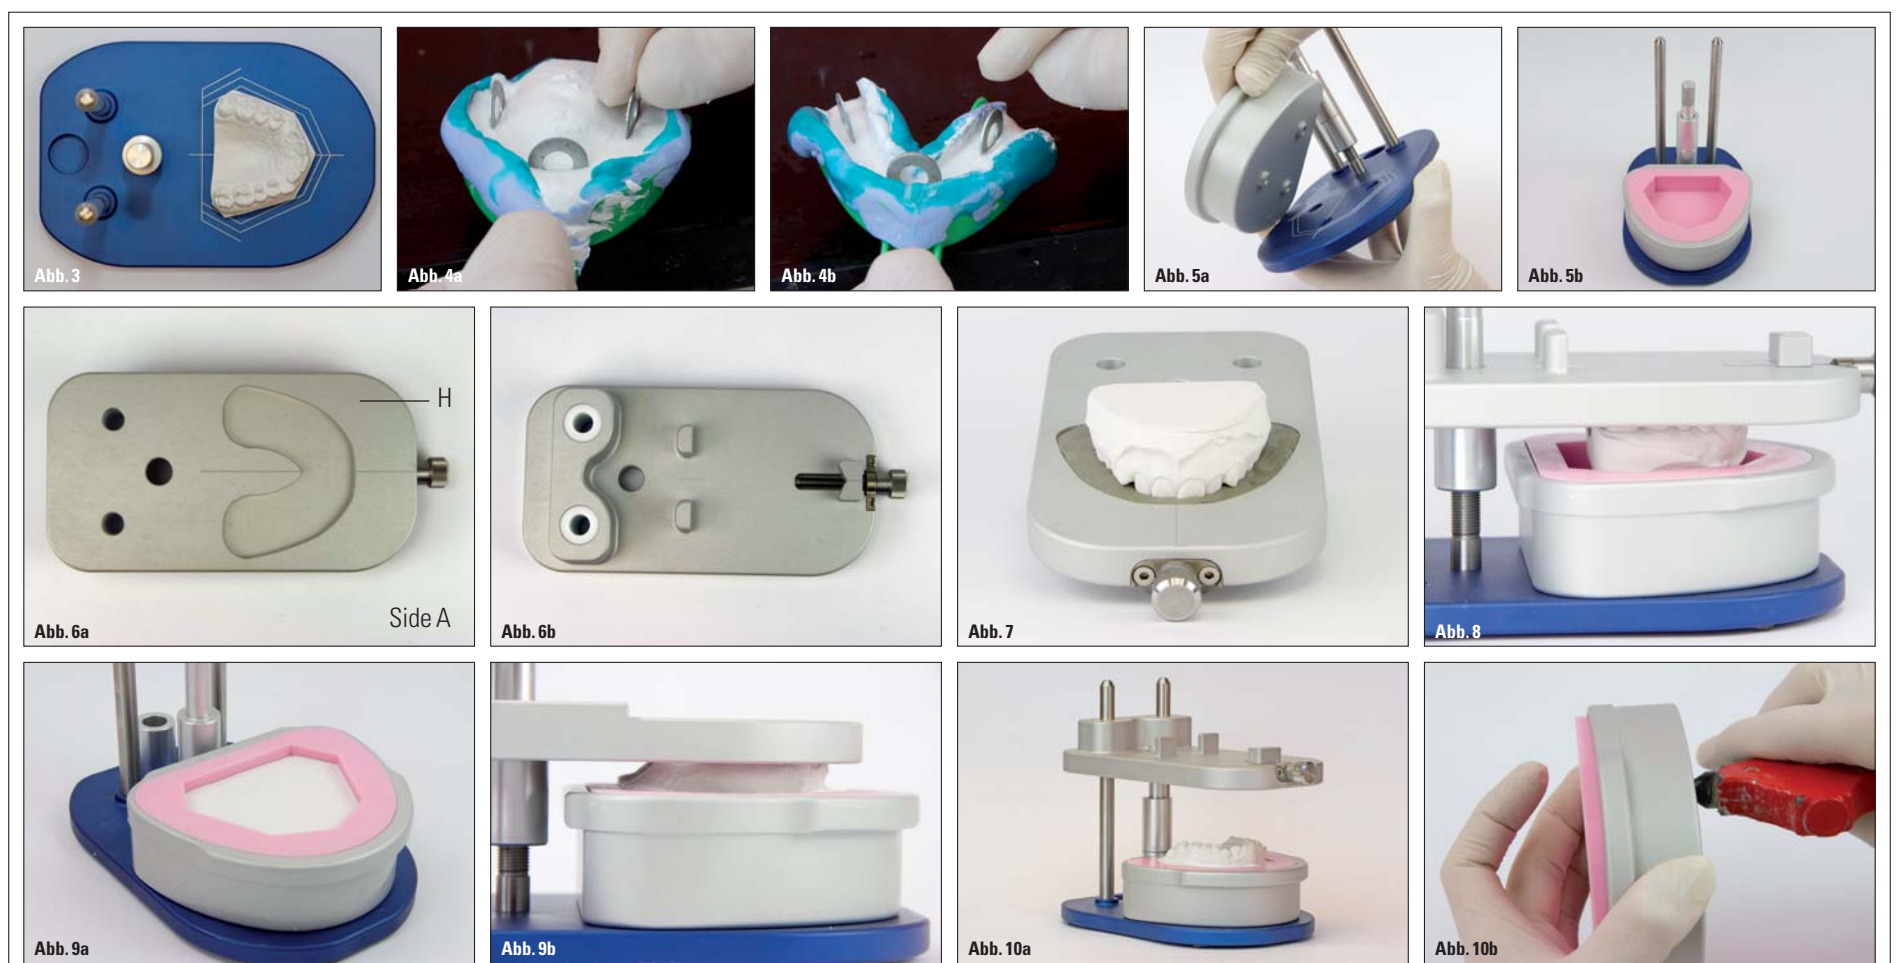 Abb. 3
Abb. 4a
Abb. 4b
Abb. 5a
Abb. 5b
H
Side A
Abb. 6a
Abb. 6b
Abb. 7
Abb. 8
Abb. 9a
Abb. 9b
Abb. 10a
Abb. 10b